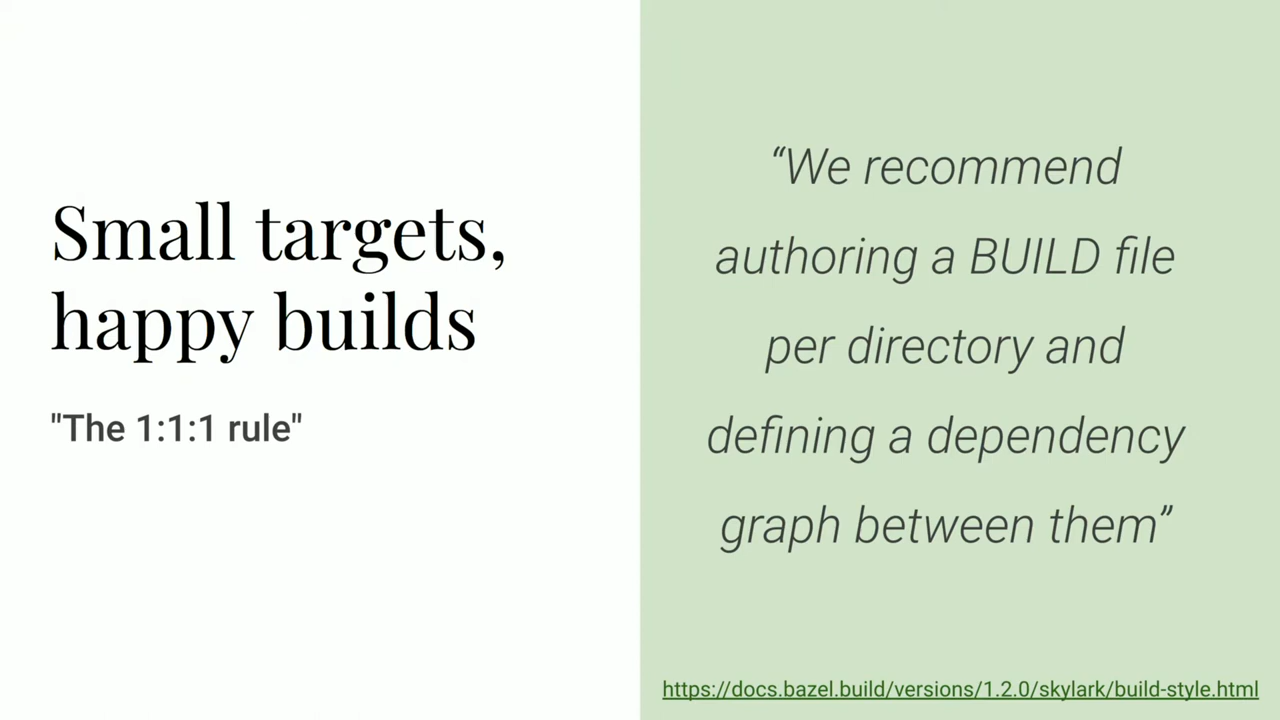 Small targets,
happy builds
"The 1:1:1 rule"
“We recommend
authoring a BUILD file
per directory and
defining a dependency
graph between them”
https://docs.bazel.build/versions/1.2.0/skylark/build-style.html